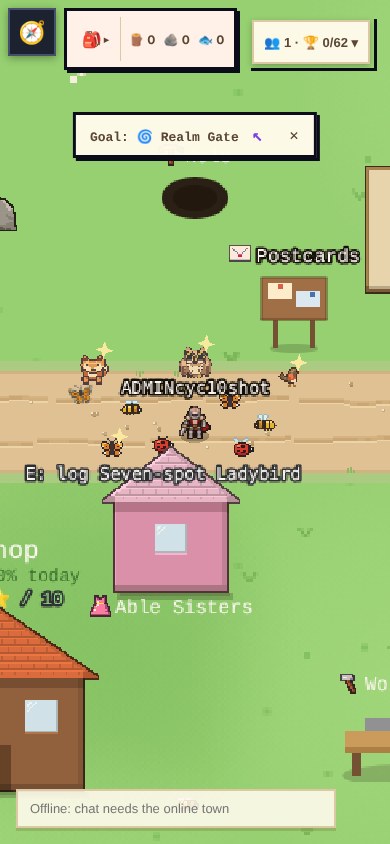 0 0 0
1 · 0/62 ▾
Goal: Realm Gate ↖ ×
Postcards
ADMINcyc10shot
E: log Seven-spot Ladybird
hop
% today
/ 10
Able Sisters
Wo
Offline: chat needs the online town